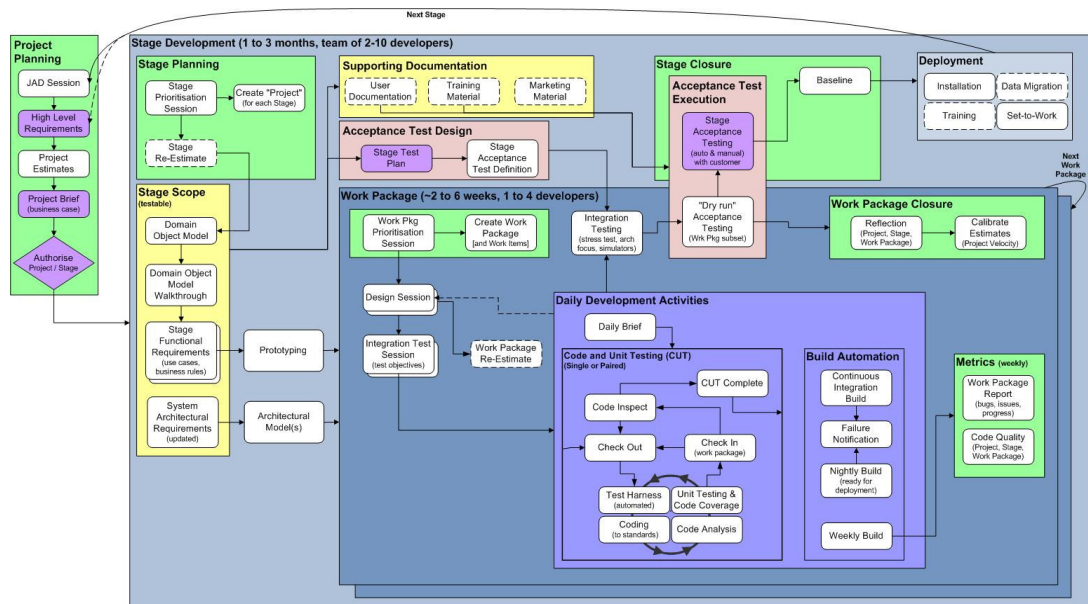 Next Stage
Project
Planning
JAD Session
High Level
Requirements
Project
Estimates
Project Brief
(business case)
Authorise
Project / Stage
Stage Development (1 to 3 months, team of 2-10 developers)
Stage Planning
Stage
Prioritisation
Session
Create "Project"
(for each Stage)
Stage
Re-Estimate
Stage Scope
(testable)
Domain
Object Model
Domain Object
Model
Walkthrough
Stage
Functional
Requirements
(use cases,
business rules)
System
Architectural
Requirements
(updated)
Prototyping
Architectural
Model(s)
Supporting Documentation
User
Documentation
Training
Material
Marketing
Material
Acceptance Test Design
Stage Test
Plan
Stage
Acceptance
Test Definition
Stage Closure
Acceptance Test
Execution
Stage
Acceptance
Testing
(auto & manual)
with customer
"Dry run"
Acceptance
Testing
(Wrk Pkg subset)
Baseline
Deployment
Installation
Data Migration
Training
Set-to-Work
Next
Work
Package
Work Package (~2 to 6 weeks, 1 to 4 developers)
Work Pkg
Prioritisation
Session
Create Work
Package
[and Work Items]
Integration
Testing
(stress test, arch
focus, simulators)
Work Package Closure
Reflection
(Project, Stage,
Work Package)
Calibrate
Estimates
(Project Velocity)
Design Session
Integration Test
Session
(test objectives)
Work Package
Re-Estimate
Daily Development Activities
Daily Brief
Code and Unit Testing (CUT)
(Single or Paired)
CUT Complete
Code Inspect
Check Out
Check In
(work package)
Test Harness
(automated)
Unit Testing &
Code Coverage
Coding
(to standards)
Code Analysis
Build Automation
Continuous
Integration
Build
Failure
Notification
Nightly Build
(ready for
deployment)
Weekly Build
Metrics (weekly)
Work Package
Report
(bugs, issues,
progress)
Code Quality
(Project, Stage,
Work Package)